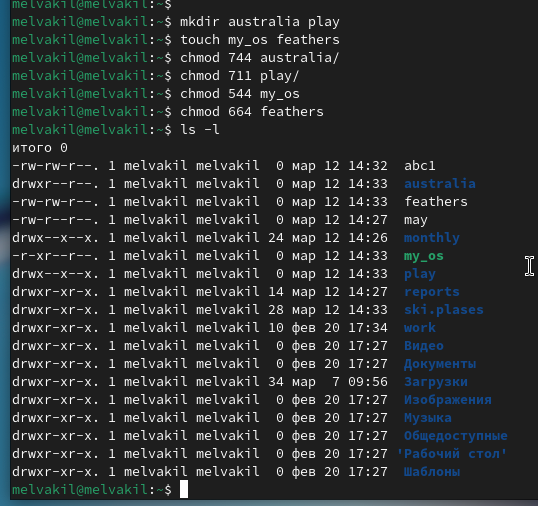 melvakil@melvakil:~$
melvakil@melvakil:~$ mkdir australia play
melvakil@melvakil:~$ touch my_os feathers
melvakil@melvakil:~$ chmod 744 australia/
melvakil@melvakil:~$ chmod 711 play/
melvakil@melvakil:~$ chmod 544 my_os
melvakil@melvakil:~$ chmod 664 feathers
melvakil@melvakil:~$ ls -l
итого 0
-rw-rw-r--. 1 melvakil melvakil  0 мар 12 14:32  abc1
drwxr--r--. 1 melvakil melvakil  0 мар 12 14:33  australia
-rw-rw-r--. 1 melvakil melvakil  0 мар 12 14:33  feathers
-rw-r--r--. 1 melvakil melvakil  0 мар 12 14:27  may
drwx--x--x. 1 melvakil melvakil 24 мар 12 14:26  monthly
-r-xr--r--. 1 melvakil melvakil  0 мар 12 14:33  my_os
drwx--x--x. 1 melvakil melvakil  0 мар 12 14:33  play
drwxr-xr-x. 1 melvakil melvakil 14 мар 12 14:27  reports
drwxr-xr-x. 1 melvakil melvakil 28 мар 12 14:33  ski.plases
drwxr-xr-x. 1 melvakil melvakil 10 фев 20 17:34  work
drwxr-xr-x. 1 melvakil melvakil  0 фев 20 17:27  Видео
drwxr-xr-x. 1 melvakil melvakil  0 фев 20 17:27  Документы
drwxr-xr-x. 1 melvakil melvakil 34 мар  7 09:56  Загрузки
drwxr-xr-x. 1 melvakil melvakil  0 фев 20 17:27  Изображения
drwxr-xr-x. 1 melvakil melvakil  0 фев 20 17:27  Музыка
drwxr-xr-x. 1 melvakil melvakil  0 фев 20 17:27  Общедоступные
drwxr-xr-x. 1 melvakil melvakil  0 фев 20 17:27 'Рабочий стол'
drwxr-xr-x. 1 melvakil melvakil  0 фев 20 17:27  Шаблоны
melvakil@melvakil:~$